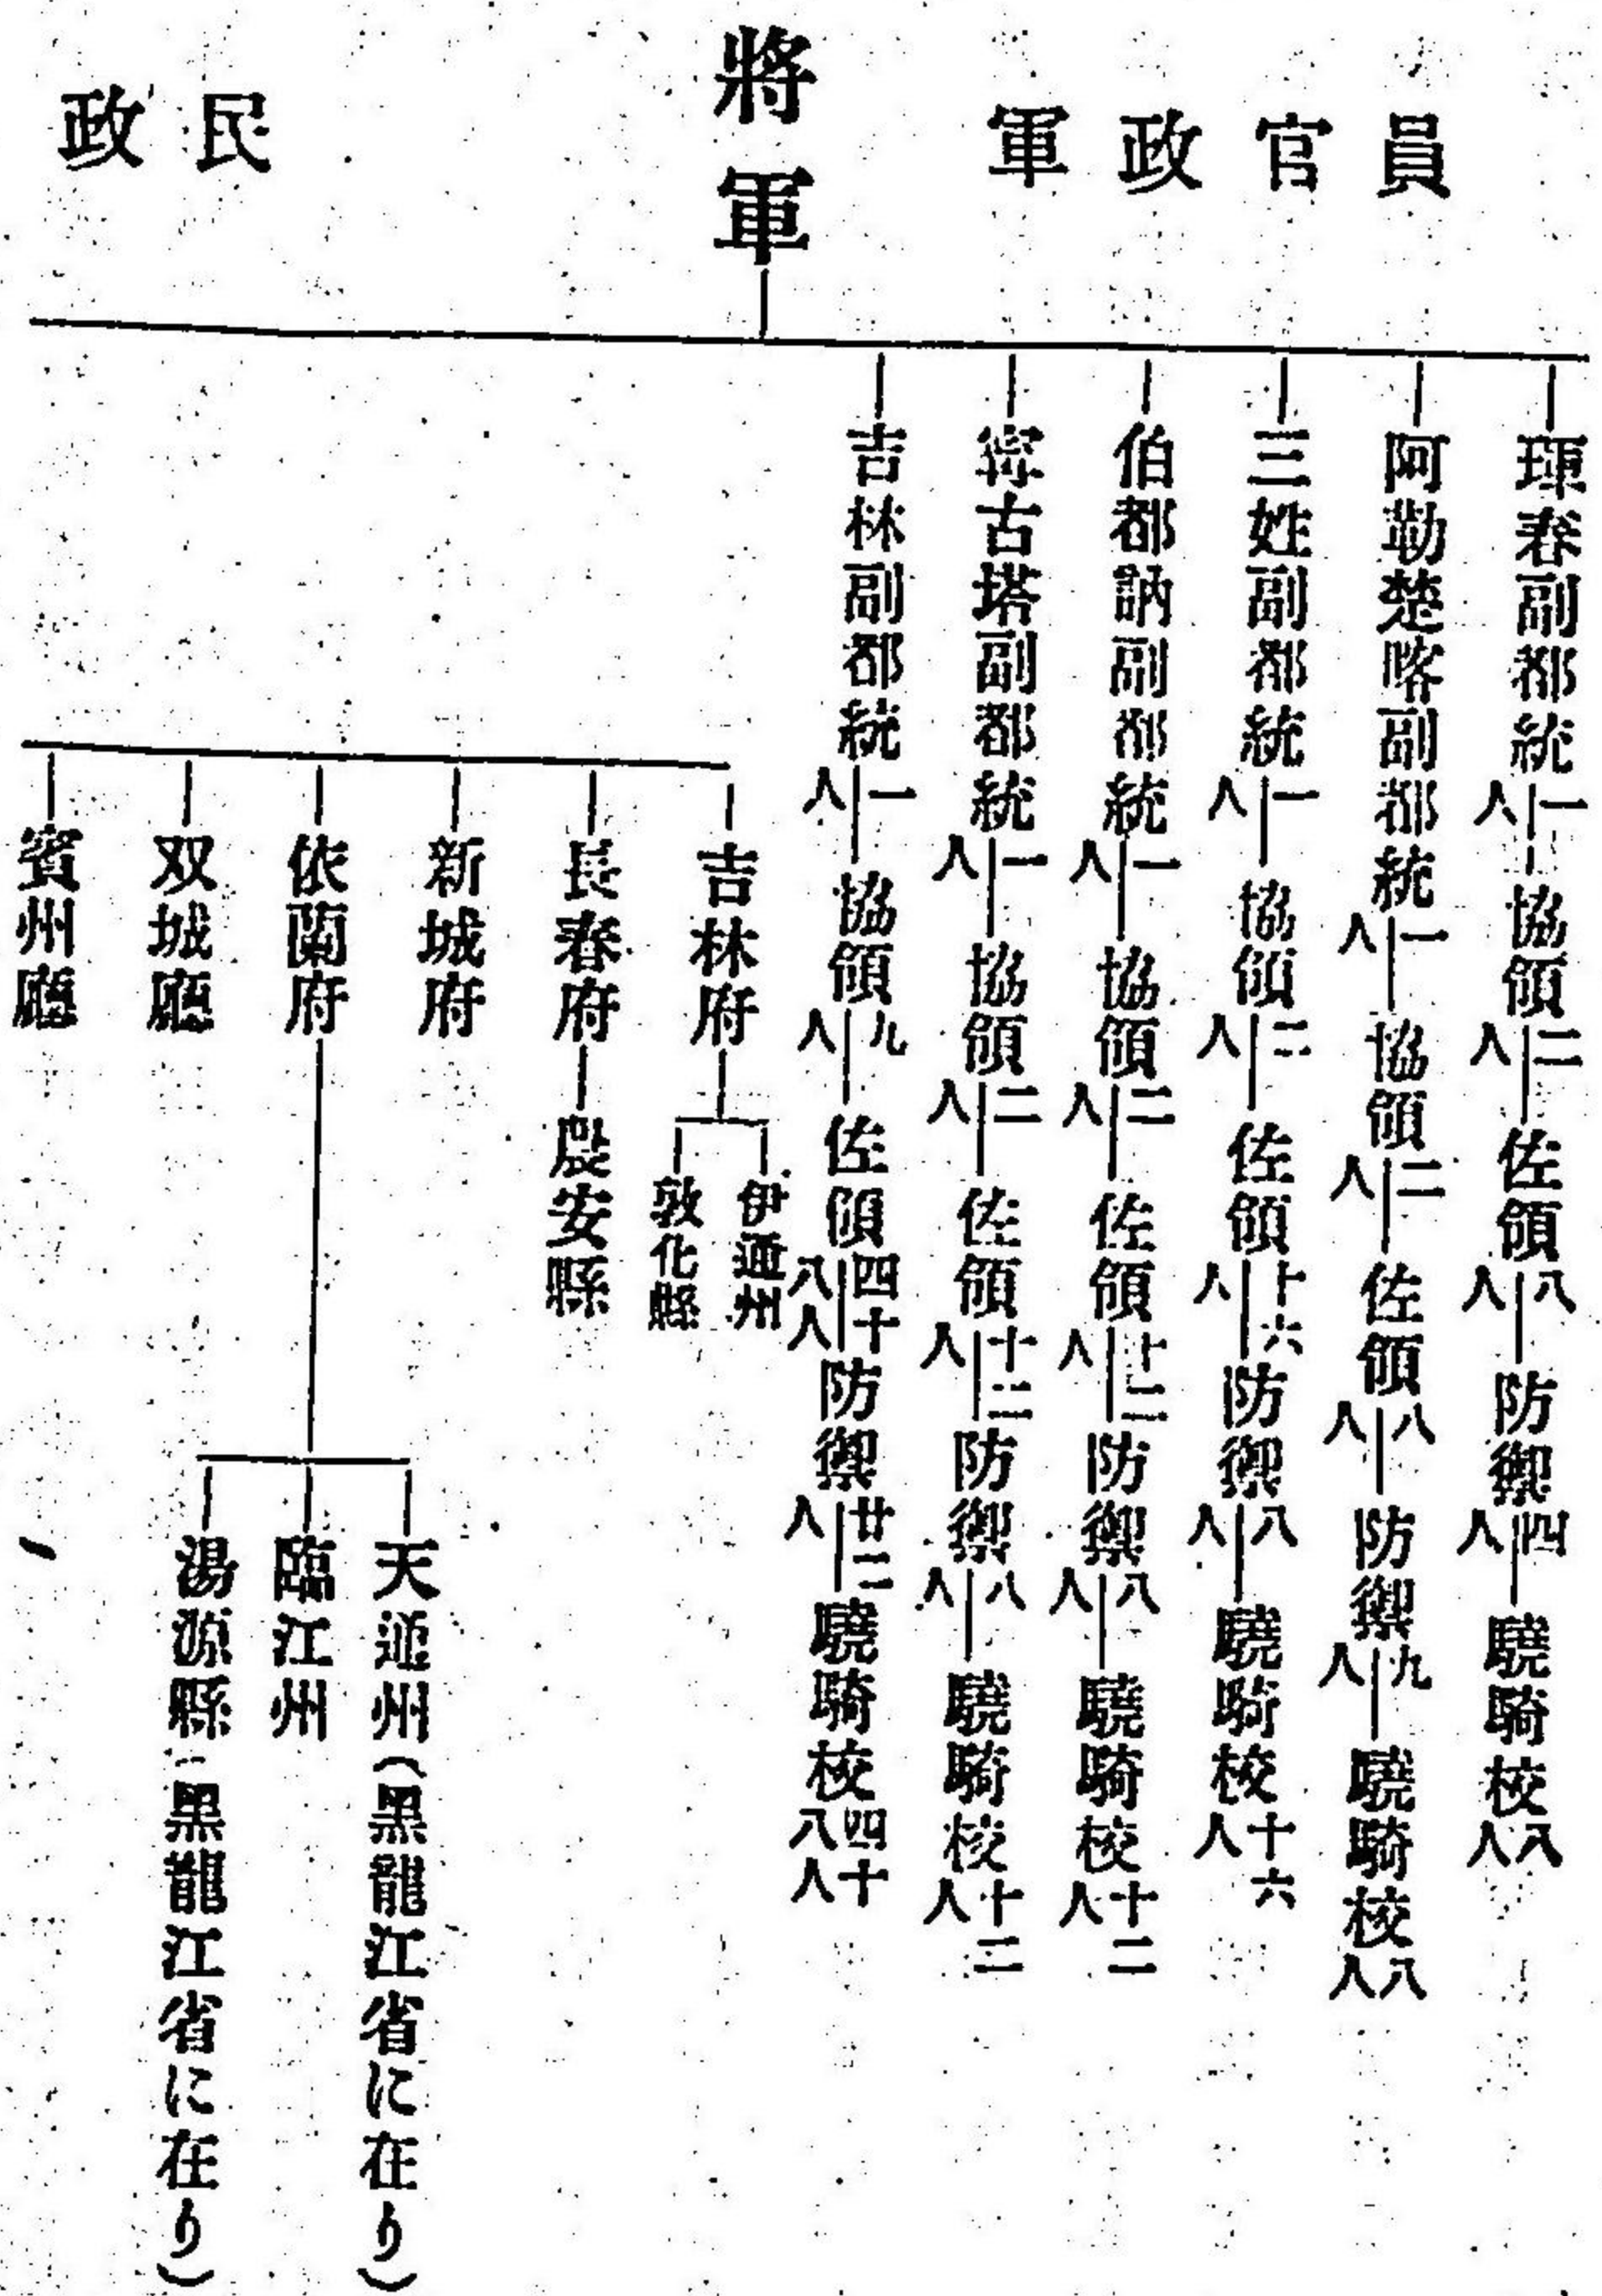 員官政軍
將軍
民政
琿春副都統一人 協領二人 佐領八人 防禦四人 驍騎校八人
阿勒楚喀副都統一人 協領二人 佐領八人 防禦九人 驍騎校八人
三姓副都統一人 協領二人 佐領十六人 防禦八人 驍騎校十六人
伯都訥副都統一人 協領二人 佐領十二人 防禦八人 驍騎校十二人
寧古塔副都統一人 協領二人 佐領十二人 防禦八人 驍騎校十二人
吉林副都統一人 協領九人 佐領四十八人 防禦廿二人 驍騎校四十八人
吉林府
伊通州
敦化縣
長春府 農安縣
新城府
依蘭府
天通州(黑龍江省に在り)
臨江州
湯源縣(黑龍江省に在り)
双城廳
賓州廳